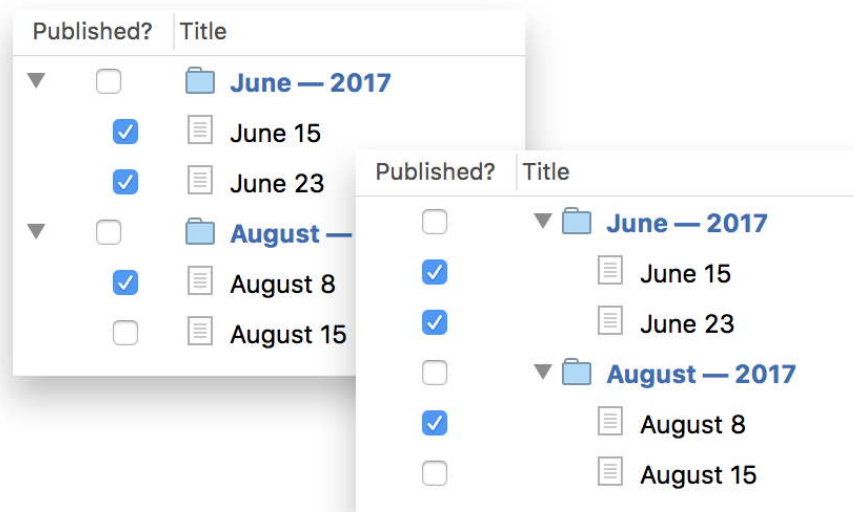 Published? Title
June — 2017
June 15
June 23
August —
August 8
August 15
Published? Title
June — 2017
June 15
June 23
August — 2017
August 8
August 15